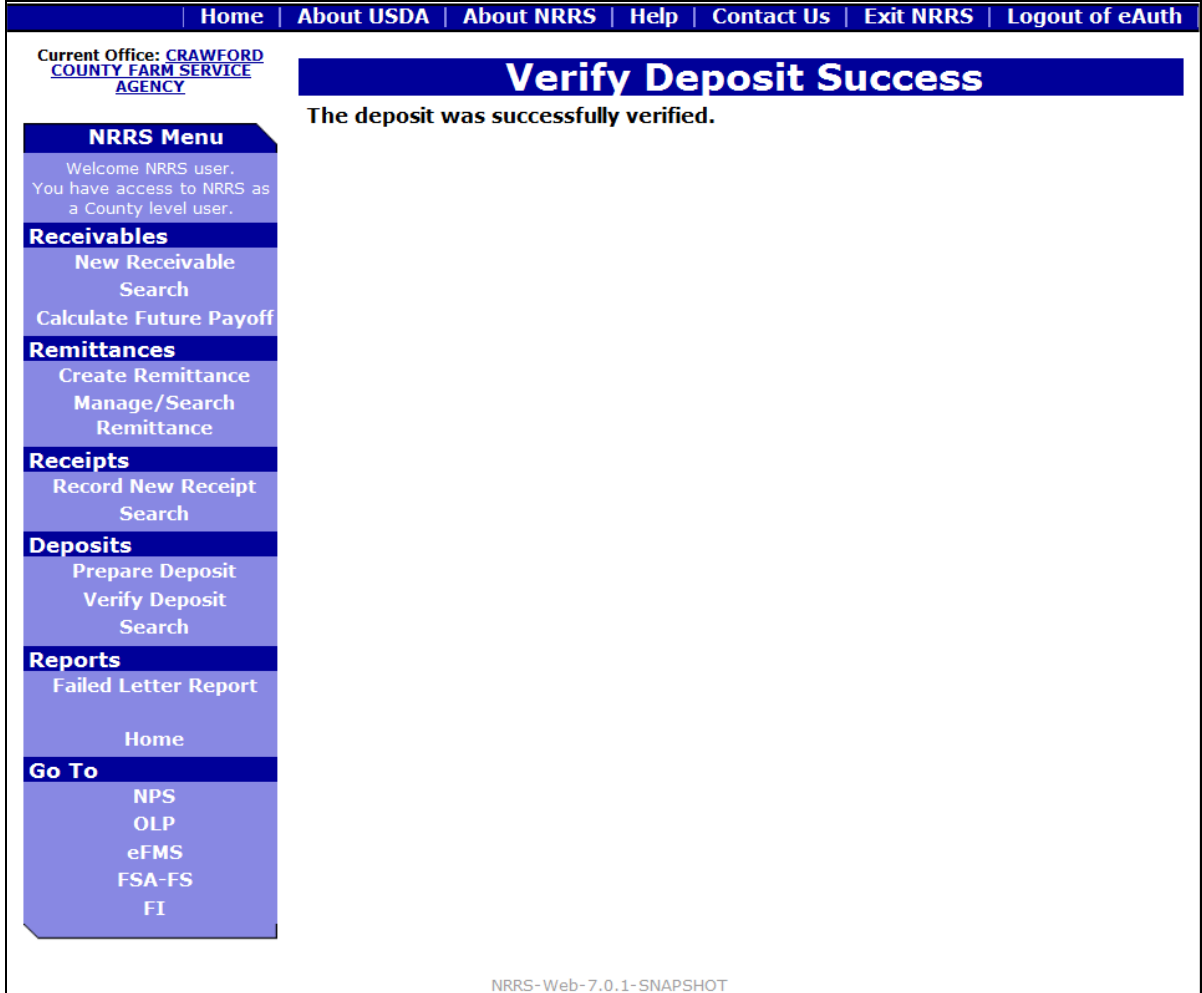 | Home | About USDA | About NRRS | Help | Contact Us | Exit NRRS | Logout of eAuth
Current Office: CRAWFORD
COUNTY FARM SERVICE
AGENCY
Verify Deposit Success
The deposit was successfully verified.
NRRS Menu
Welcome NRRS user.
You have access to NRRS as
a County level user.
Receivables
New Receivable
Search
Calculate Future Payoff
Remittances
Create Remittance
Manage/Search
Remittance
Receipts
Record New Receipt
Search
Deposits
Prepare Deposit
Verify Deposit
Search
Reports
Failed Letter Report
Home
Go To
NPS
OLP
eFMS
FSA-FS
FI
NRRS-Web-7.0.1-SNAPSHOT